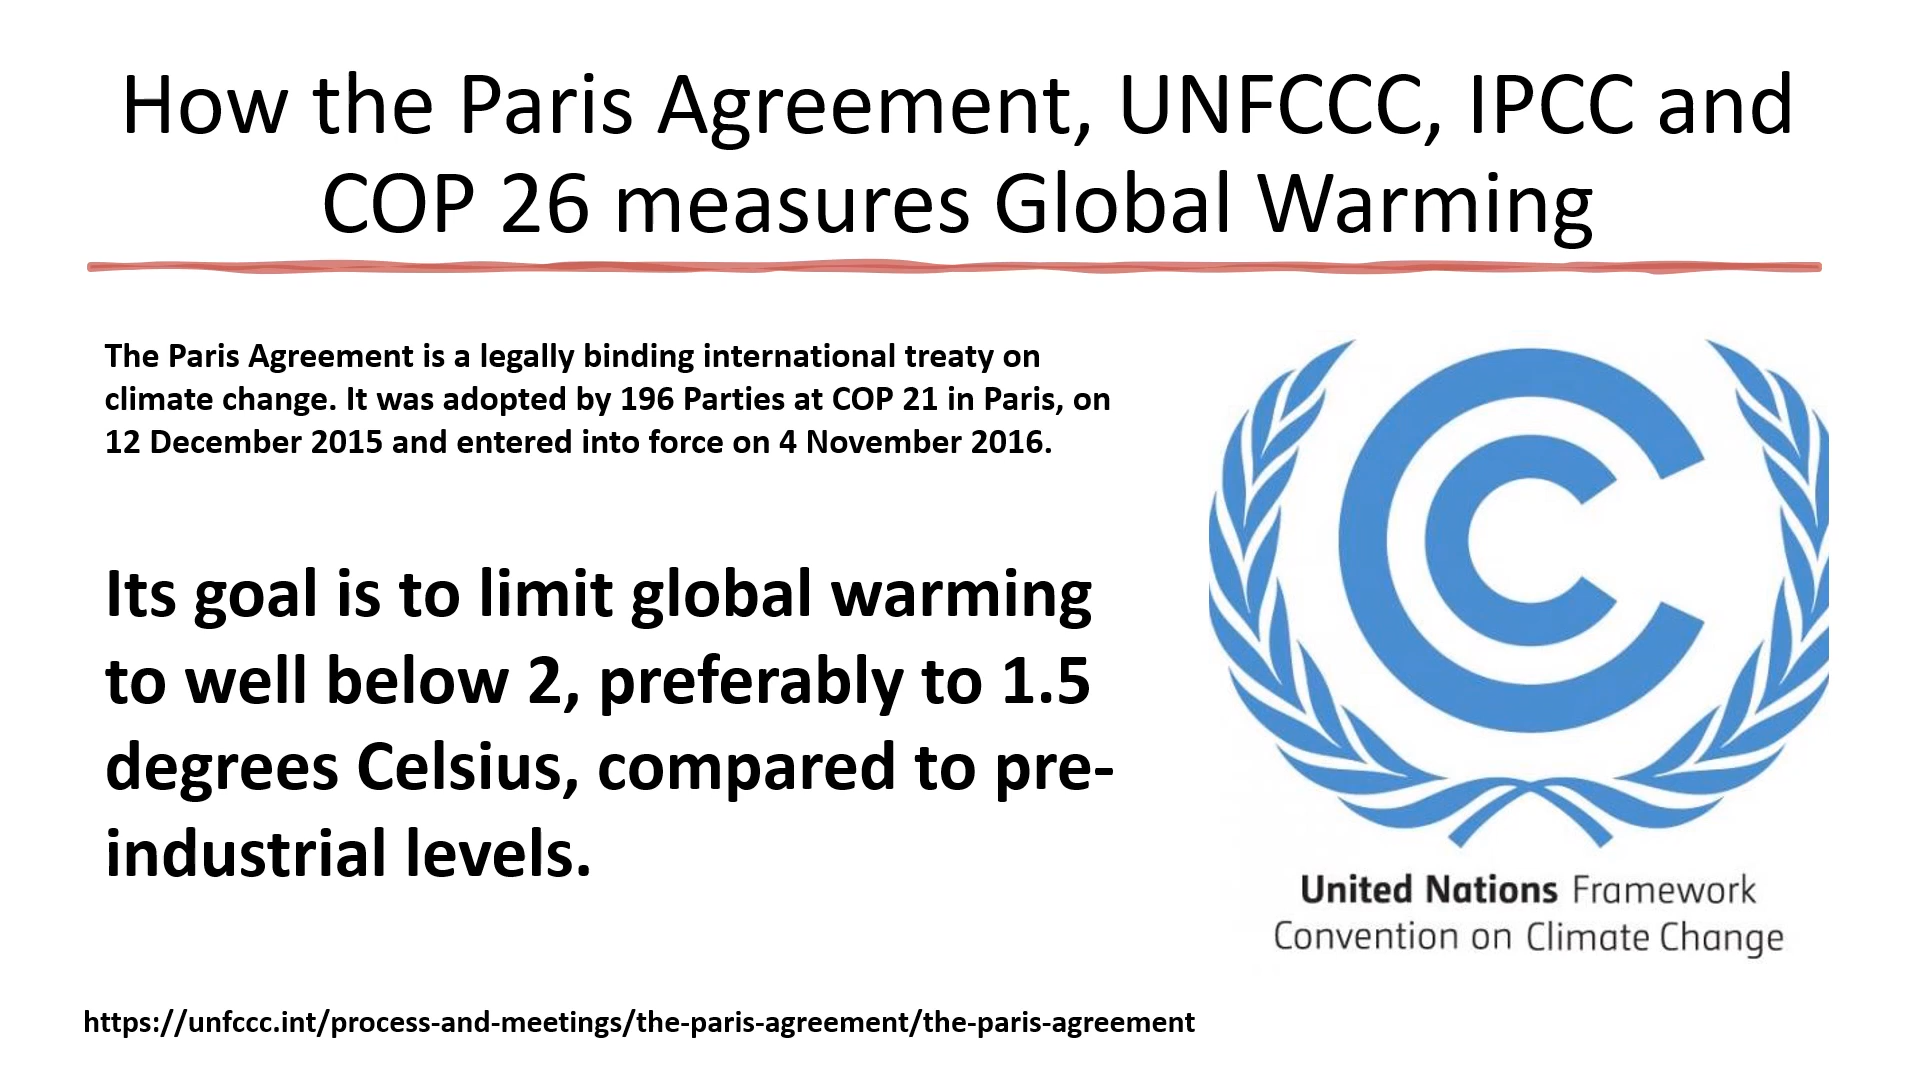 How the Paris Agreement, UNFCCC, IPCC and
COP 26 measures Global Warming
The Paris Agreement is a legally binding international treaty on
climate change. It was adopted by 196 Parties at COP 21 in Paris, on
12 December 2015 and entered into force on 4 November 2016.
Its goal is to limit global warming
to well below 2, preferably to 1.5
degrees Celsius, compared to pre-
industrial levels.
United Nations Framework
Convention on Climate Change
https://unfccc.int/process-and-meetings/the-paris-agreement/the-paris-agreement